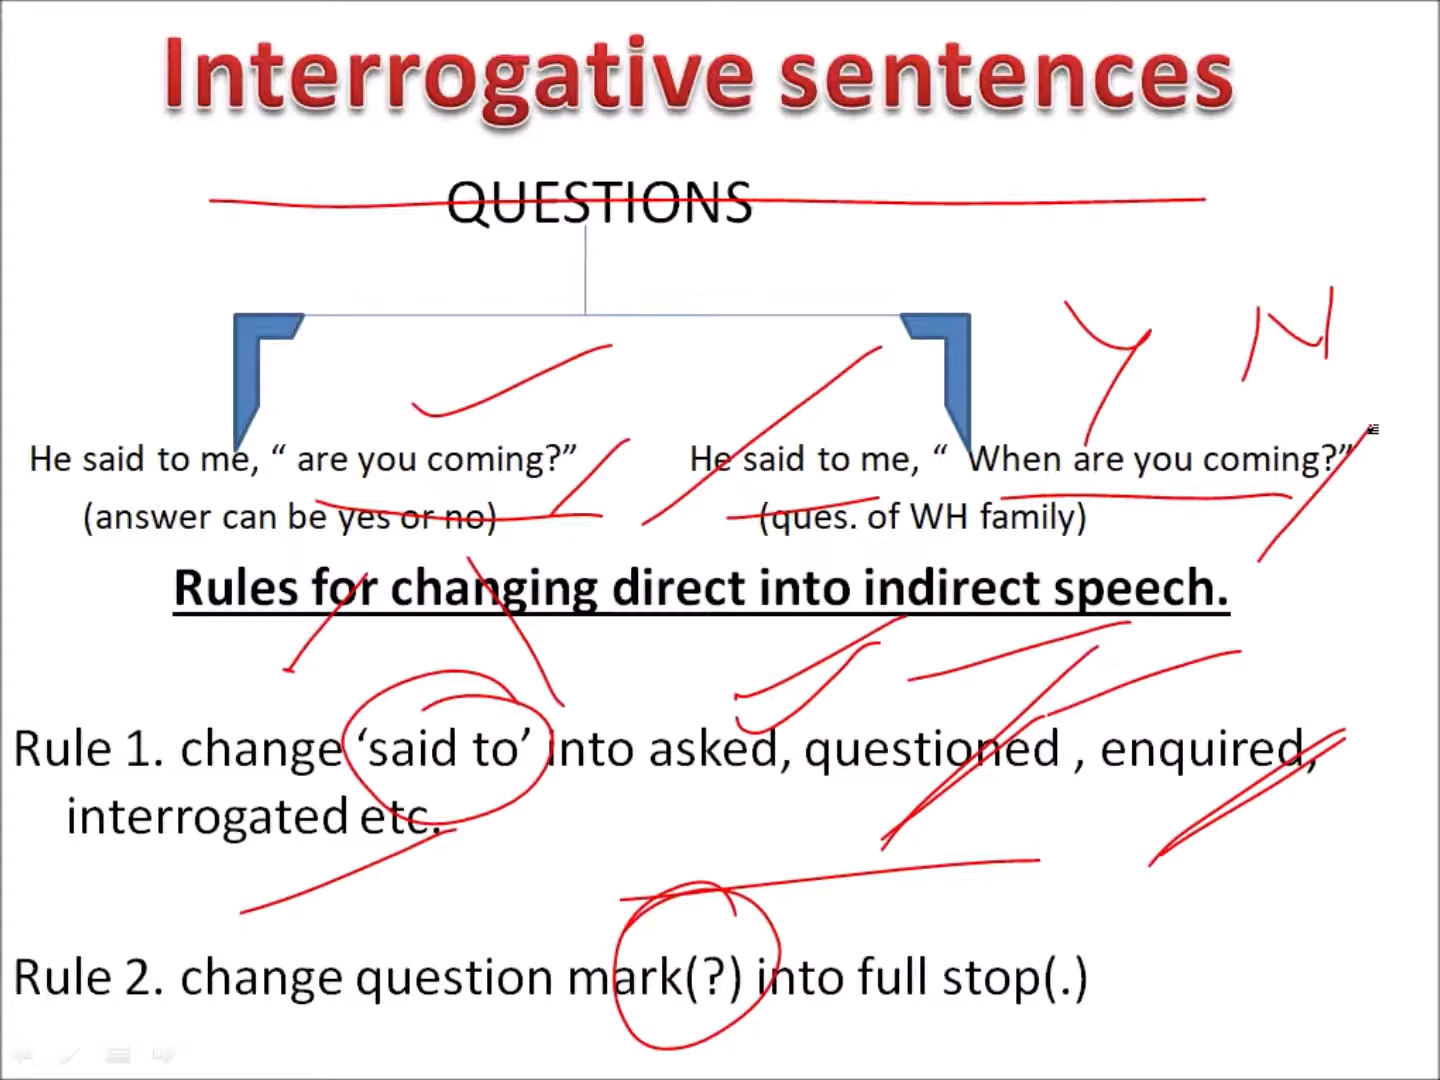 Interrogative sentences
QUESTIONS
Y N
He said to me, “ are you coming?”
(answer can be yes or no)
He said to me, “ When are you coming?”
(ques. of WH family)
Rules for changing direct into indirect speech.
Rule 1. change ‘said to’ into asked, questioned , enquired,
interrogated etc.
Rule 2. change question mark(?) into full stop(.)